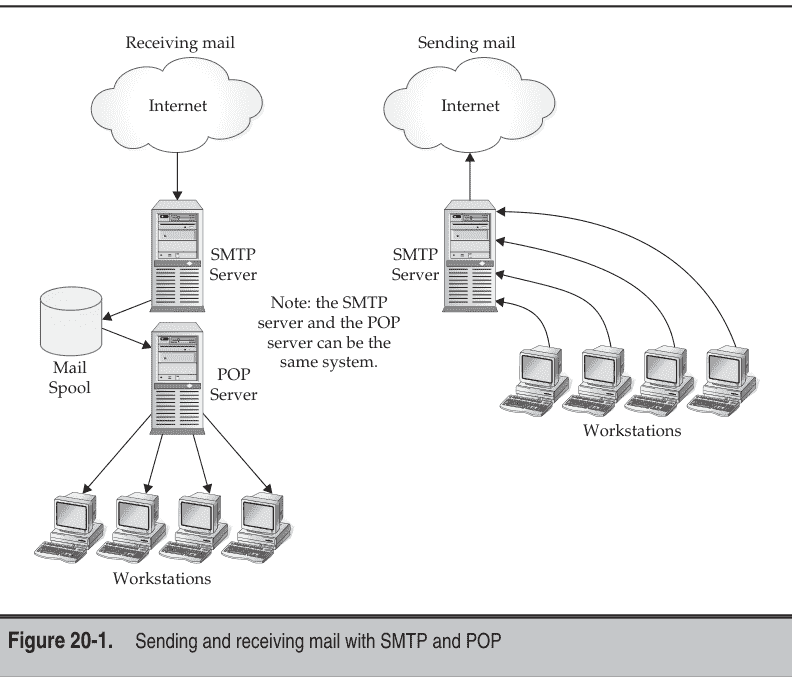 Receiving mail
Internet
SMTP
Server
Mail
Spool
POP
Server
Workstations
Note: the SMTP
server and the POP
server can be the
same system.
Sending mail
Internet
SMTP
Server
Workstations
Figure 20-1. Sending and receiving mail with SMTP and POP